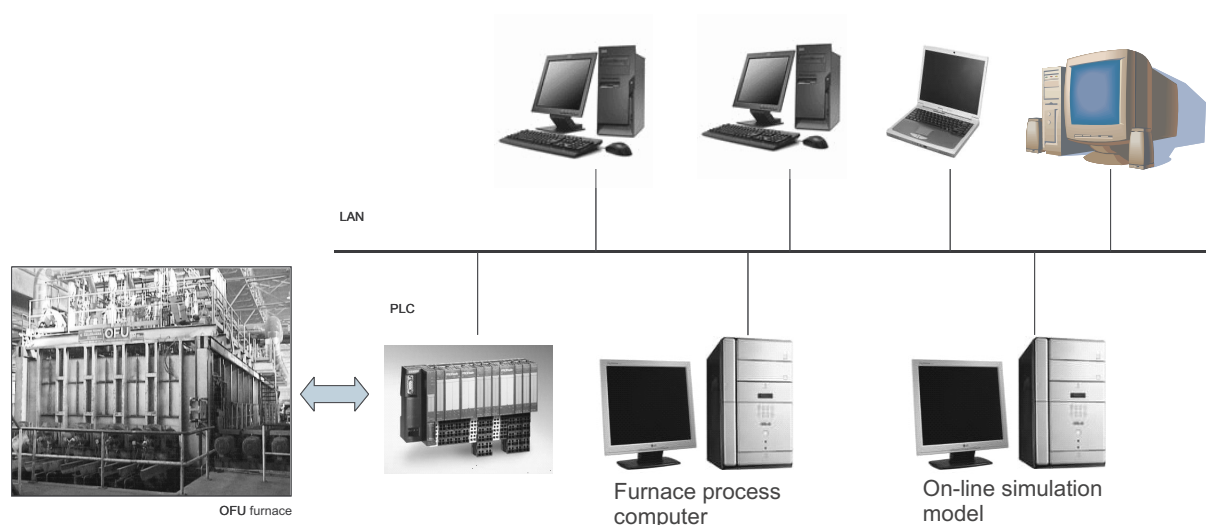 LAN
PLC
OFU
OFU furnace
Furnace process
computer
On-line simulation
model